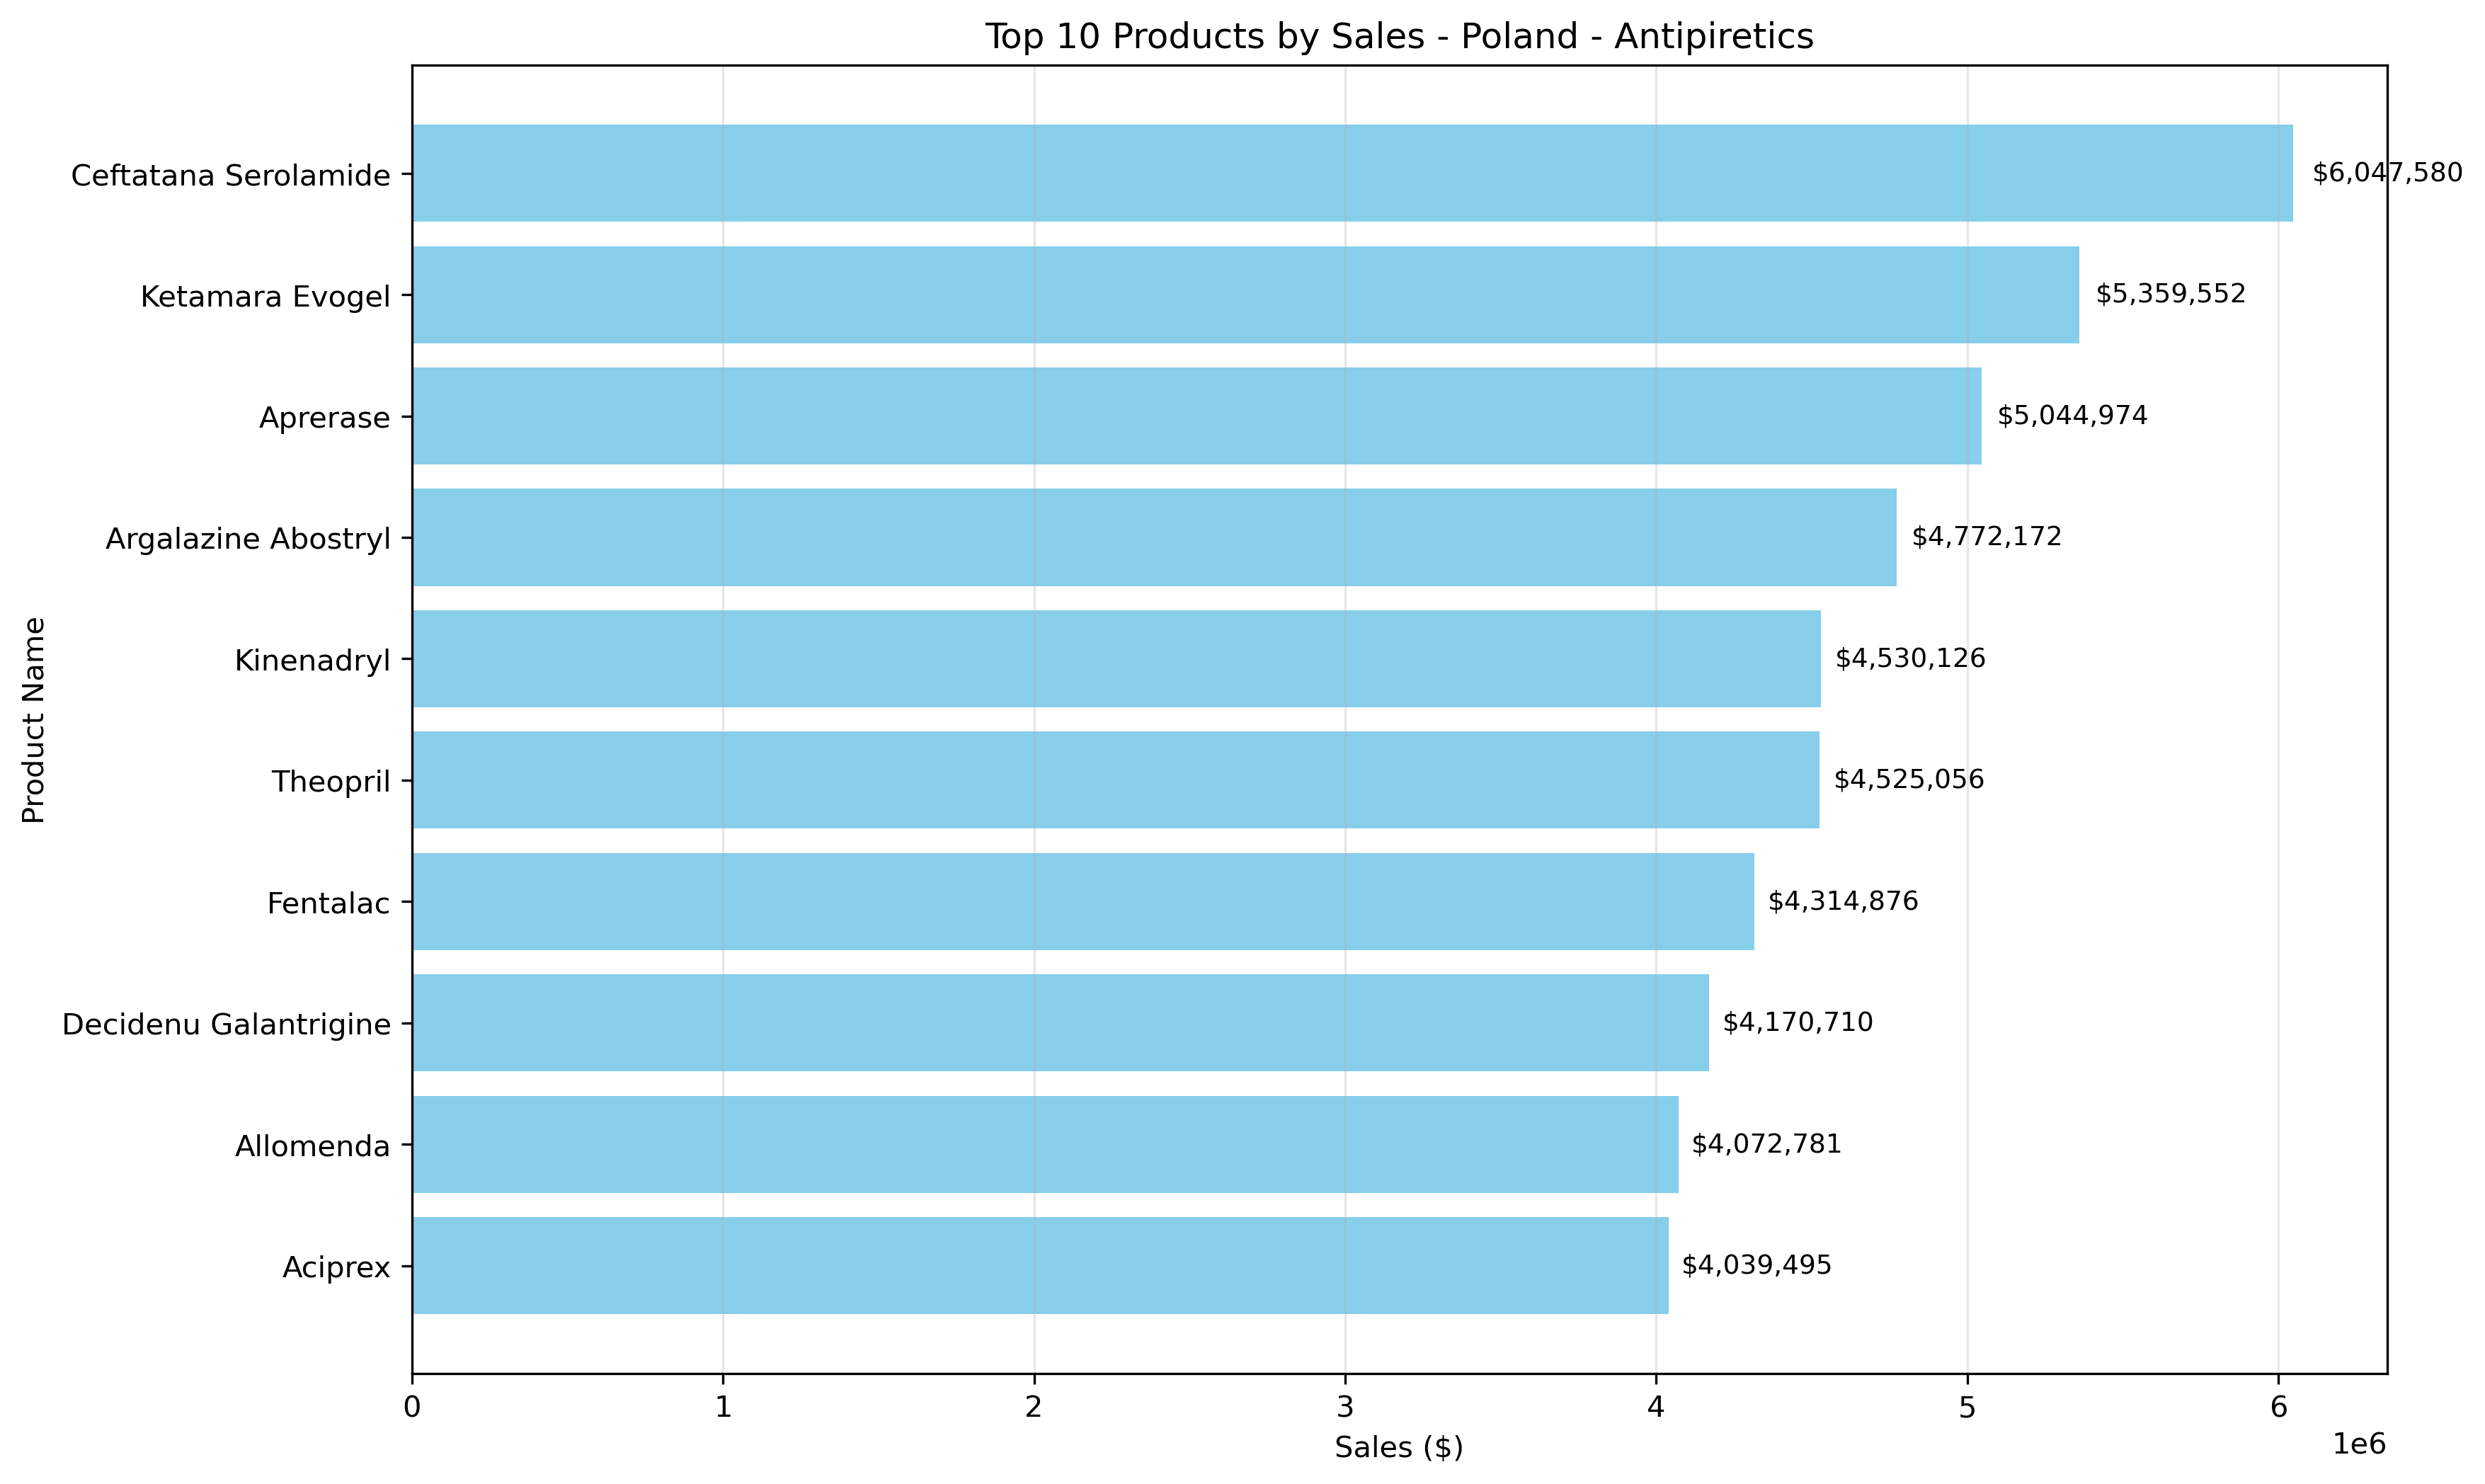 Top 10 Products by Sales - Poland - Antipiretics
Product Name
Ceftatana Serolamide $6,047,580
Ketamara Evogel $5,359,552
Aprerase $5,044,974
Argalazine Abostryl $4,772,172
Kinenadryl $4,530,126
Theopril $4,525,056
Fentalac $4,314,876
Decidenu Galantrigine $4,170,710
Allomenda $4,072,781
Aciprex $4,039,495
0 1 2 3 4 5 6
1e6
Sales ($)